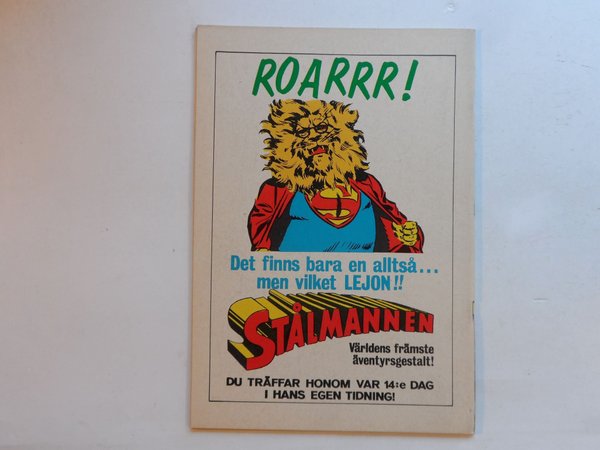 ROARRR!
S
Det finns bara en alltså...
men vilket LEJON!!
STÅLMANNEN
Världens främste
äventyrsgestalt!
DU TRÄFFAR HONOM VAR 14:e DAG
I HANS EGEN TIDNING!